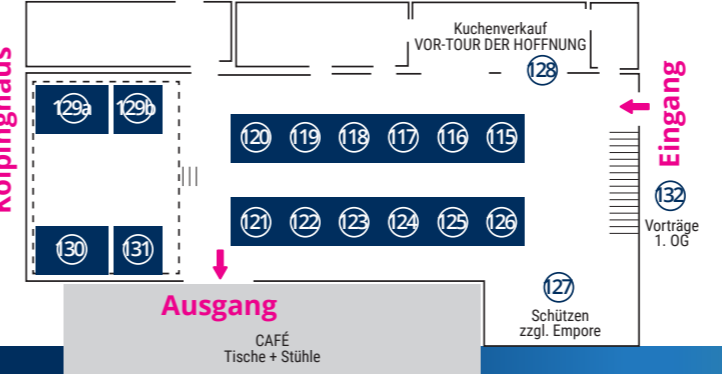 Kolpinghaus
Kuchenverkauf
VOR-TOUR DER HOFFNUNG
128
Eingang
129a 129b
120 119 118 117 116 115
132
Vorträge
1. OG
121 122 123 124 125 126
130 131
127
Schützen
zzgl. Empore
Ausgang
CAFÉ
Tische + Stühle